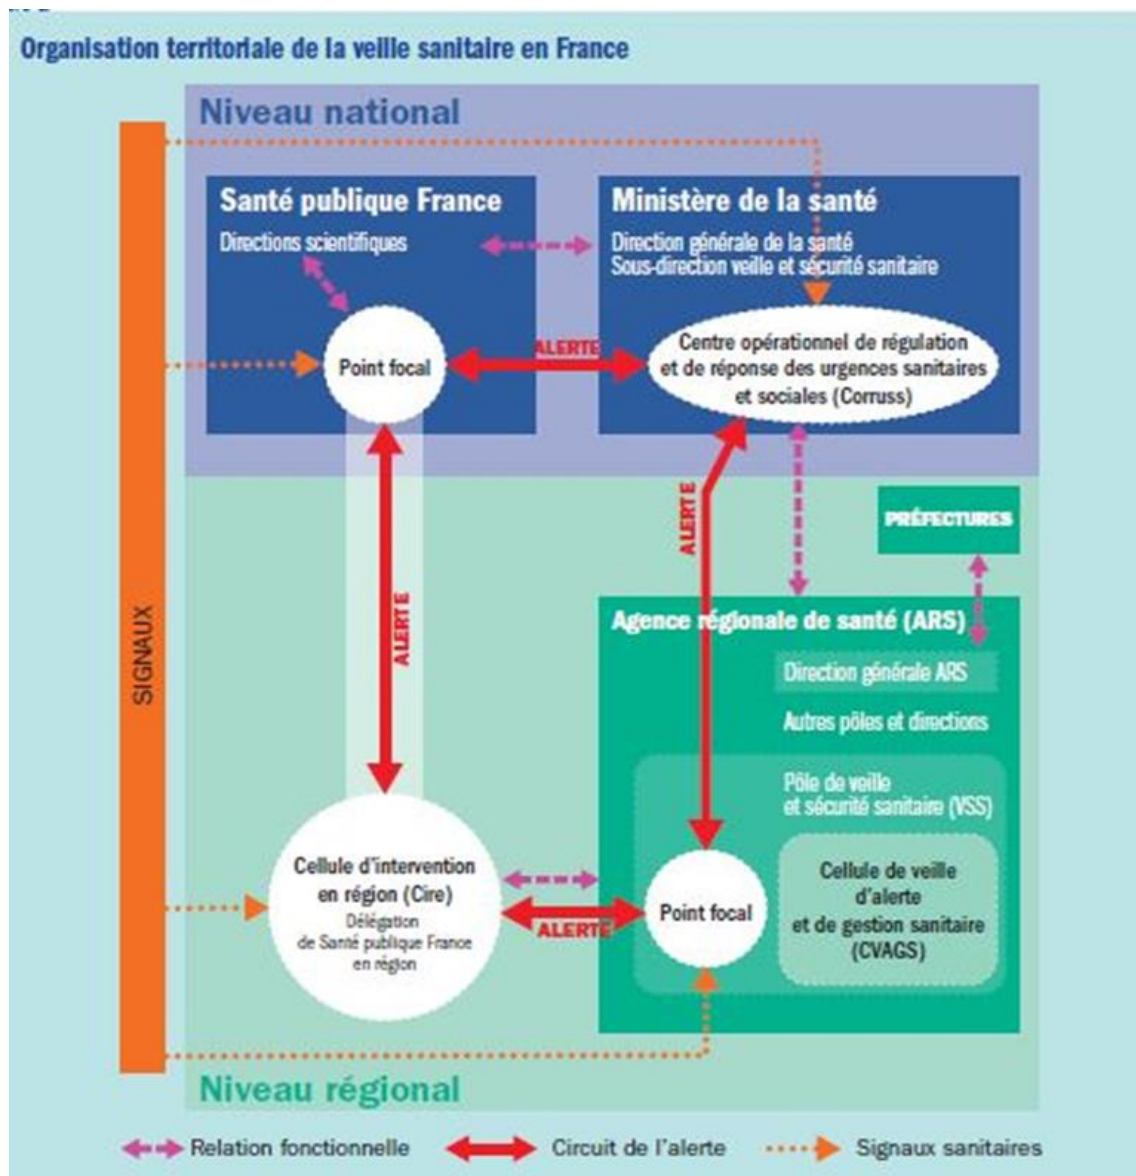 Organisation territoriale de la veille sanitaire en France
Niveau national
Santé publique France
Directions scientifiques
Ministère de la santé
Direction générale de la santé
Sous-direction veille et sécurité sanitaire
Point focal
ALERTE
Centre opérationnel de régulation
et de réponse des urgences sanitaires
et sociales (Corruss)
SIGNAUX
ALERTE
ALERTE
PRÉFECTURES
Agence régionale de santé (ARS)
Direction générale ARS
Autres pôles et directions
Pôle de veille
et sécurité sanitaire (VSS)
Cellule d'intervention
en région (Cire)
Délégation
de Santé publique France
en région
ALERTE
Point focal
Cellule de veille
d'alerte
et de gestion sanitaire
(CVAGS)
Niveau régional
Relation fonctionnelle
Circuit de l'alerte
Signaux sanitaires